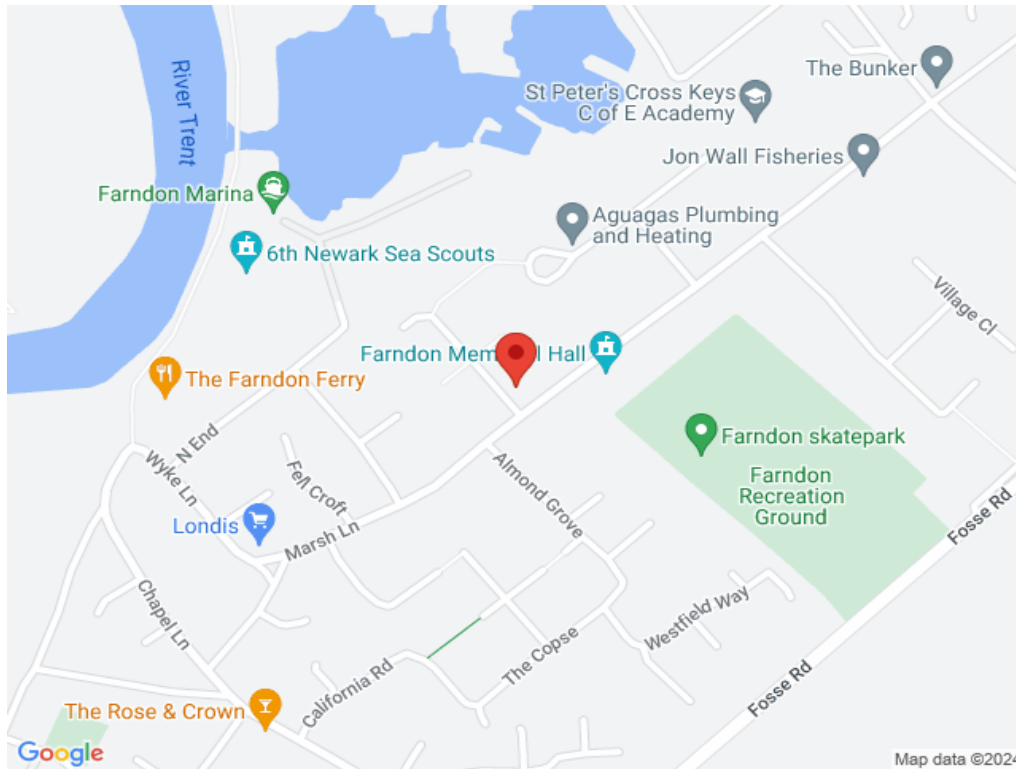 River Trent
The Bunker
St Peter's Cross Keys
C of E Academy
Jon Wall Fisheries
Farndon Marina
Aguagas Plumbing
and Heating
6th Newark Sea Scouts
Village Cl
Farndon Mem l Hall
The Farndon Ferry
Farndon skatepark
Farndon
Recreation
Ground
N End
Wyke Ln
Fell Croft
Almond Grove
Londis
Marsh Ln
Fosse Rd
Chapel Ln
Westfield Way
The Copse
California Rd
Fosse Rd
The Rose & Crown
Google
Map data ©2024